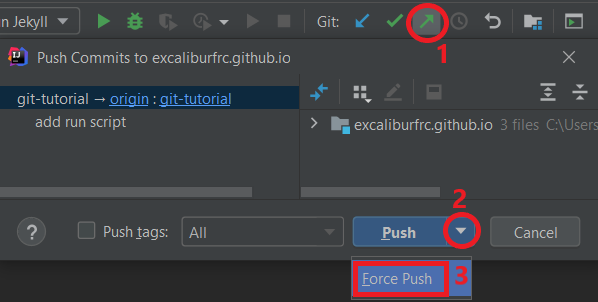 n Jekyll
Git:
1
IJ
Push Commits to excaliburfrc.github.io
git-tutorial → origin : git-tutorial
add run script
excaliburfrc.github.io 3 files C:\Users
2
?
Push tags:
All
Push
Cancel
Force Push
3